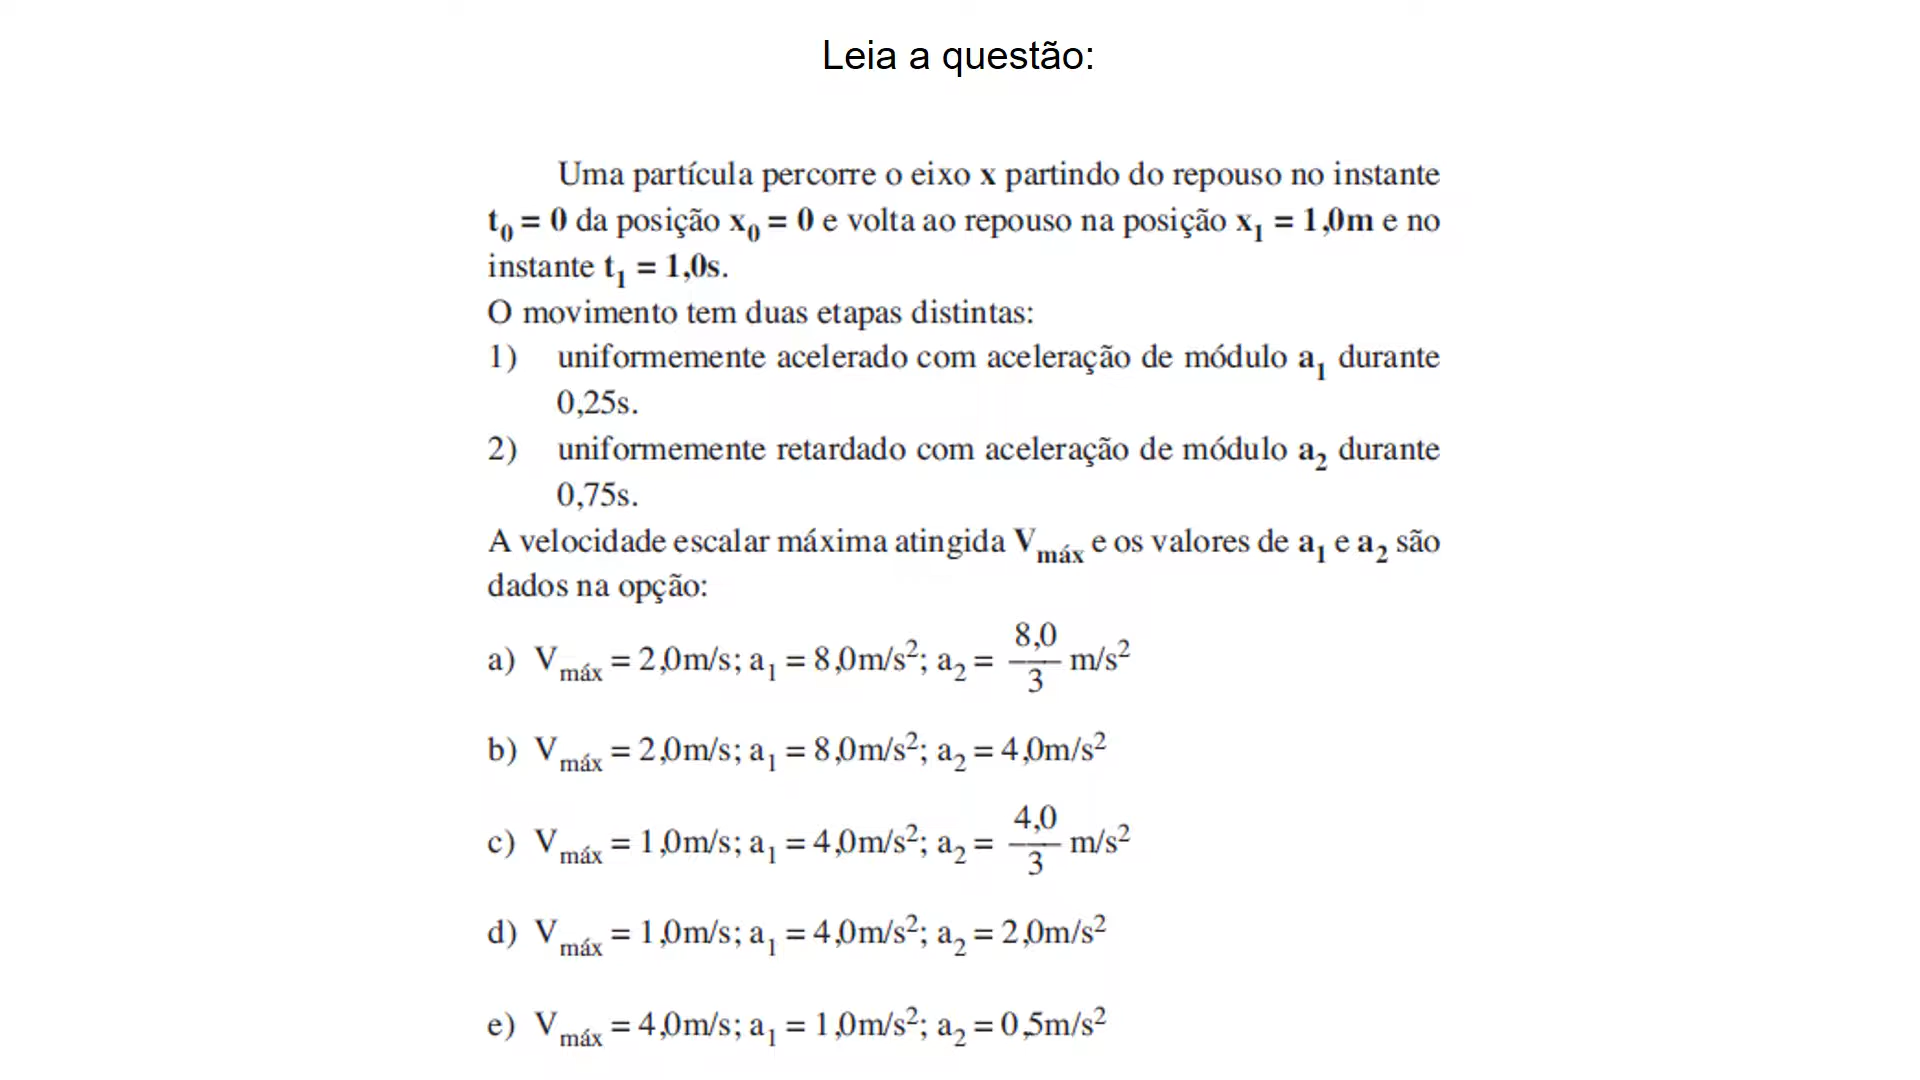 Leia a questão:
Uma partícula percorre o eixo x partindo do repouso no instante
t₀ = 0 da posição x₀ = 0 e volta ao repouso na posição x₁ = 1,0m e no
instante t₁ = 1,0s.
O movimento tem duas etapas distintas:
1) uniformemente acelerado com aceleração de módulo a₁ durante
0,25s.
2) uniformemente retardado com aceleração de módulo a₂ durante
0,75s.
A velocidade escalar máxima atingida Vmáx e os valores de a₁ e a₂ são
dados na opção:
a) Vmáx = 2,0m/s; a₁ = 8,0m/s²; a₂ = 8,0/3 m/s²
b) Vmáx = 2,0m/s; a₁ = 8,0m/s²; a₂ = 4,0m/s²
c) Vmáx = 1,0m/s; a₁ = 4,0m/s²; a₂ = 4,0/3 m/s²
d) Vmáx = 1,0m/s; a₁ = 4,0m/s²; a₂ = 2,0m/s²
e) Vmáx = 4,0m/s; a₁ = 1,0m/s²; a₂ = 0,5m/s²